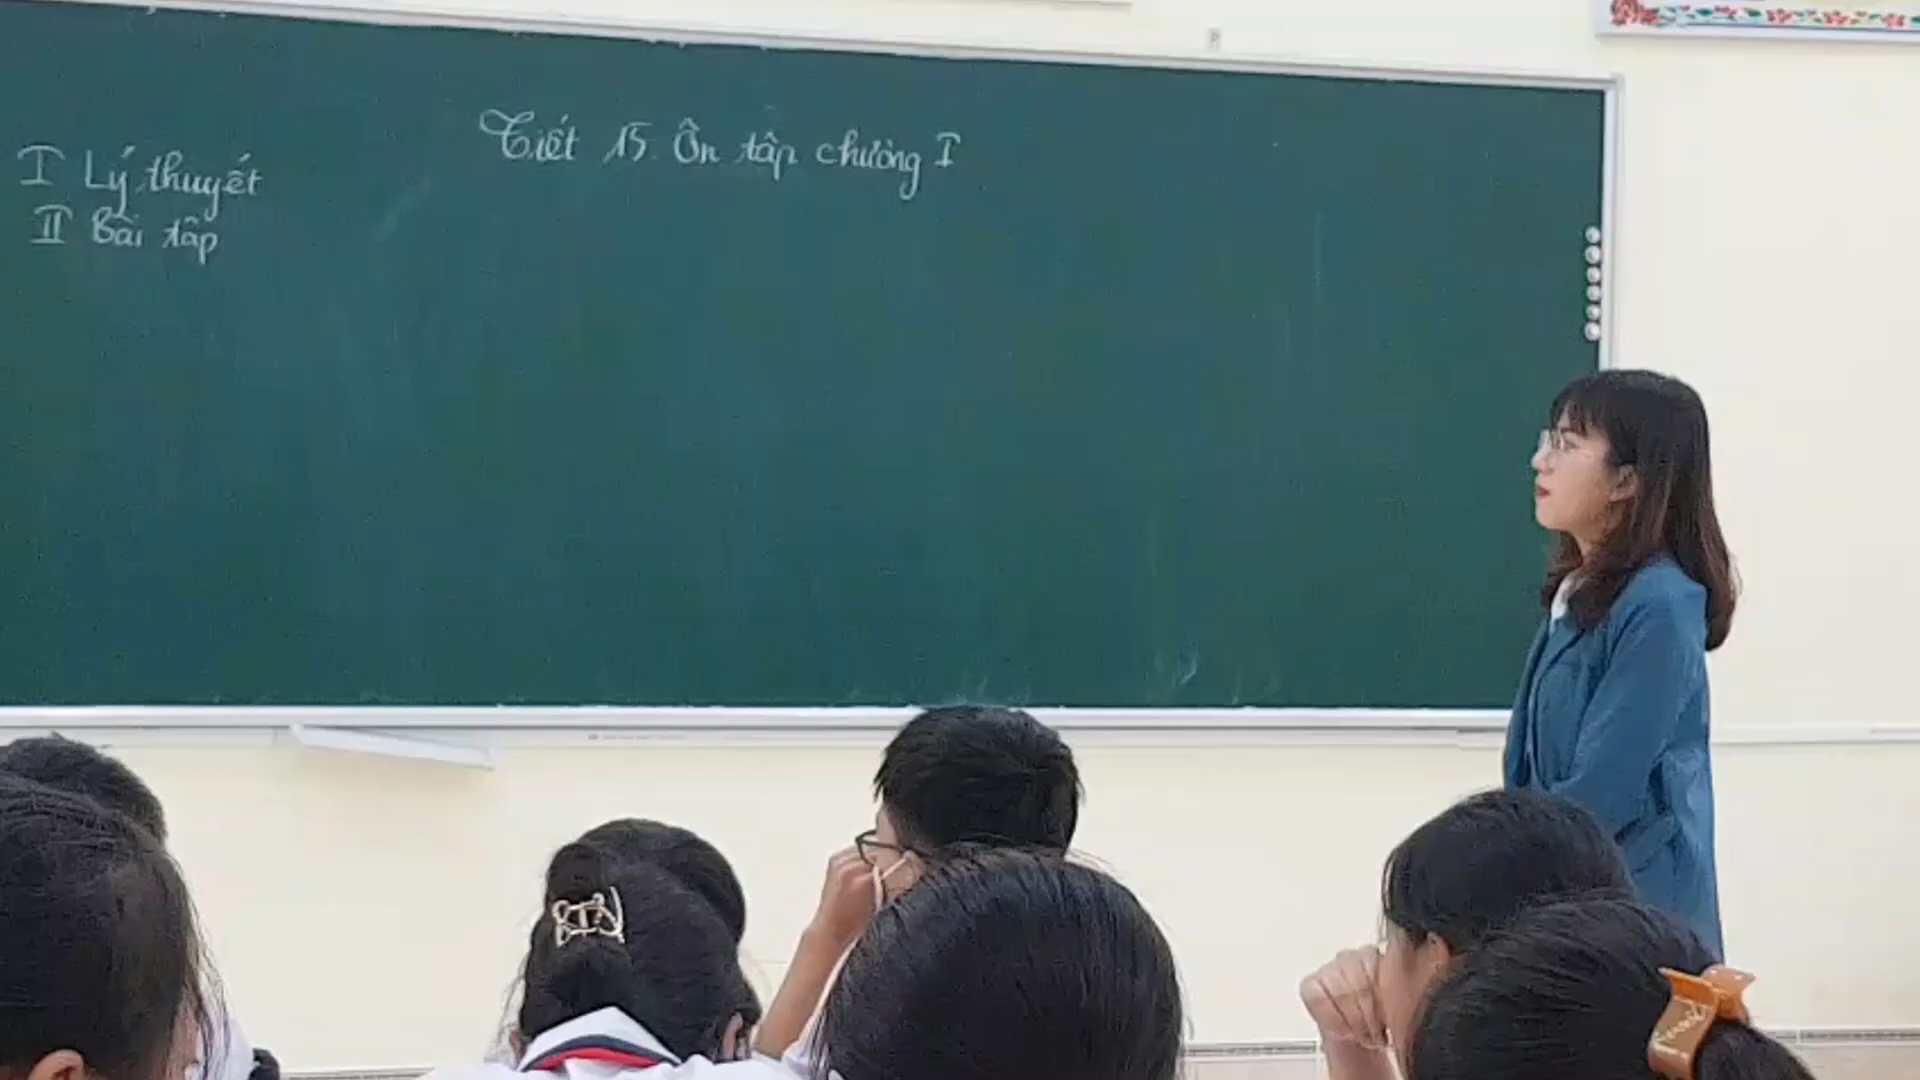 Tiết 15. Ôn tập chương I
I Lý thuyết
II Bài tập